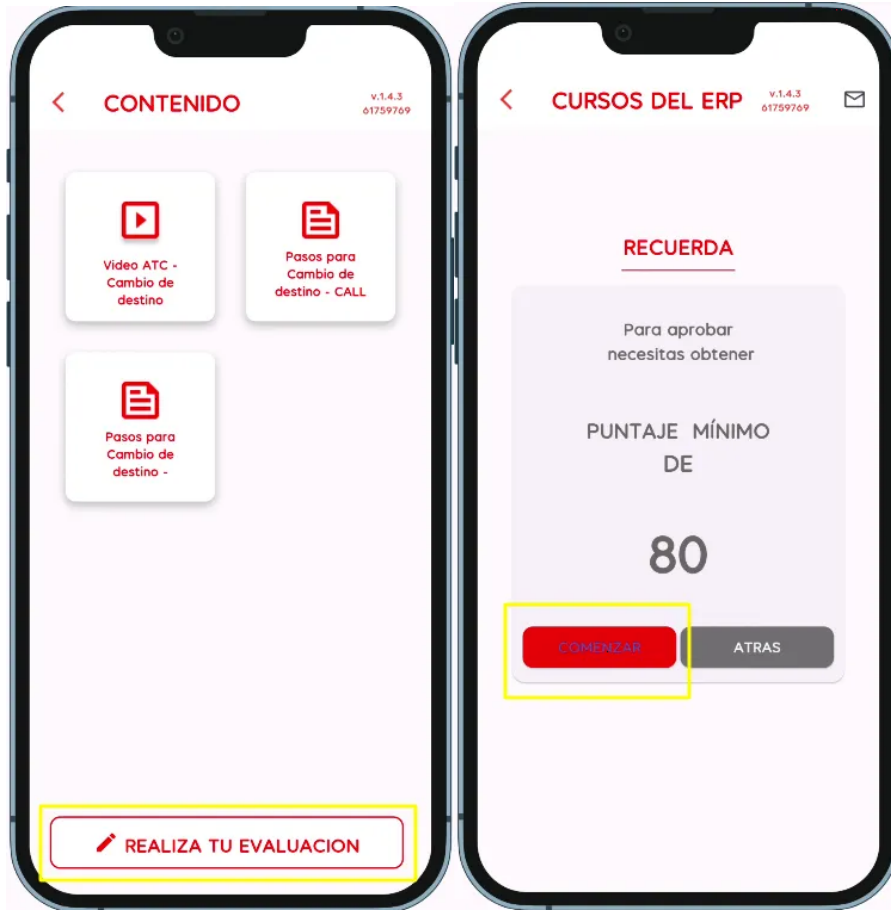 CONTENIDO
v.1.4.3
61759769
Video ATC -
Cambio de
destino
Pasos para
Cambio de
destino - CALL
Pasos para
Cambio de
destino -
REALIZA TU EVALUACION
CURSOS DEL ERP
v.1.4.3
61759769
RECUERDA
Para aprobar
necesitas obtener
PUNTAJE MÍNIMO
DE
80
COMENZAR
ATRAS